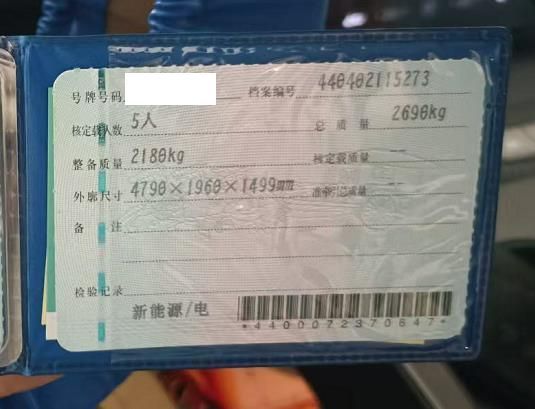 号牌号码 档案编号 440402115273
核定载人数 5人 总质量 2690kg
整备质量 2180kg 核定载质量 --
外廓尺寸 4790×1960×1499mm 准牵引总质量 --
备注
检验记录
新能源/电
*4400072370647*